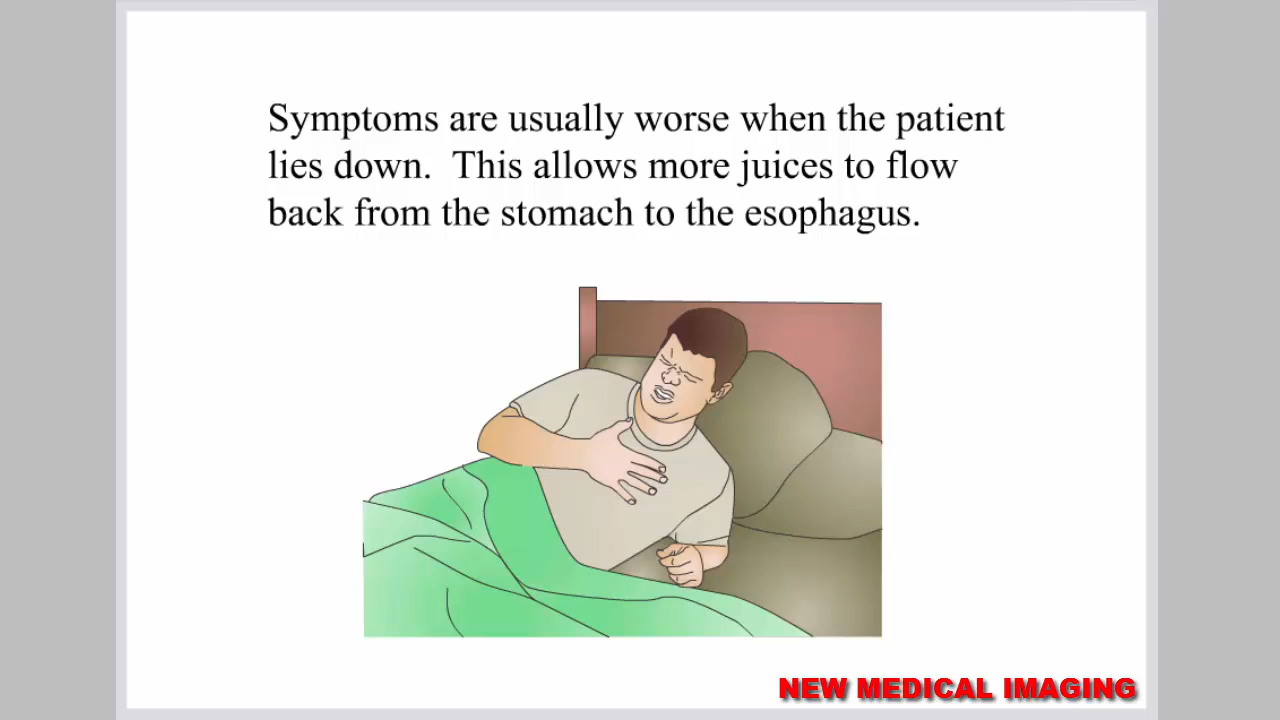 Symptoms are usually worse when the patient
lies down.  This allows more juices to flow
back from the stomach to the esophagus.
NEW MEDICAL IMAGING